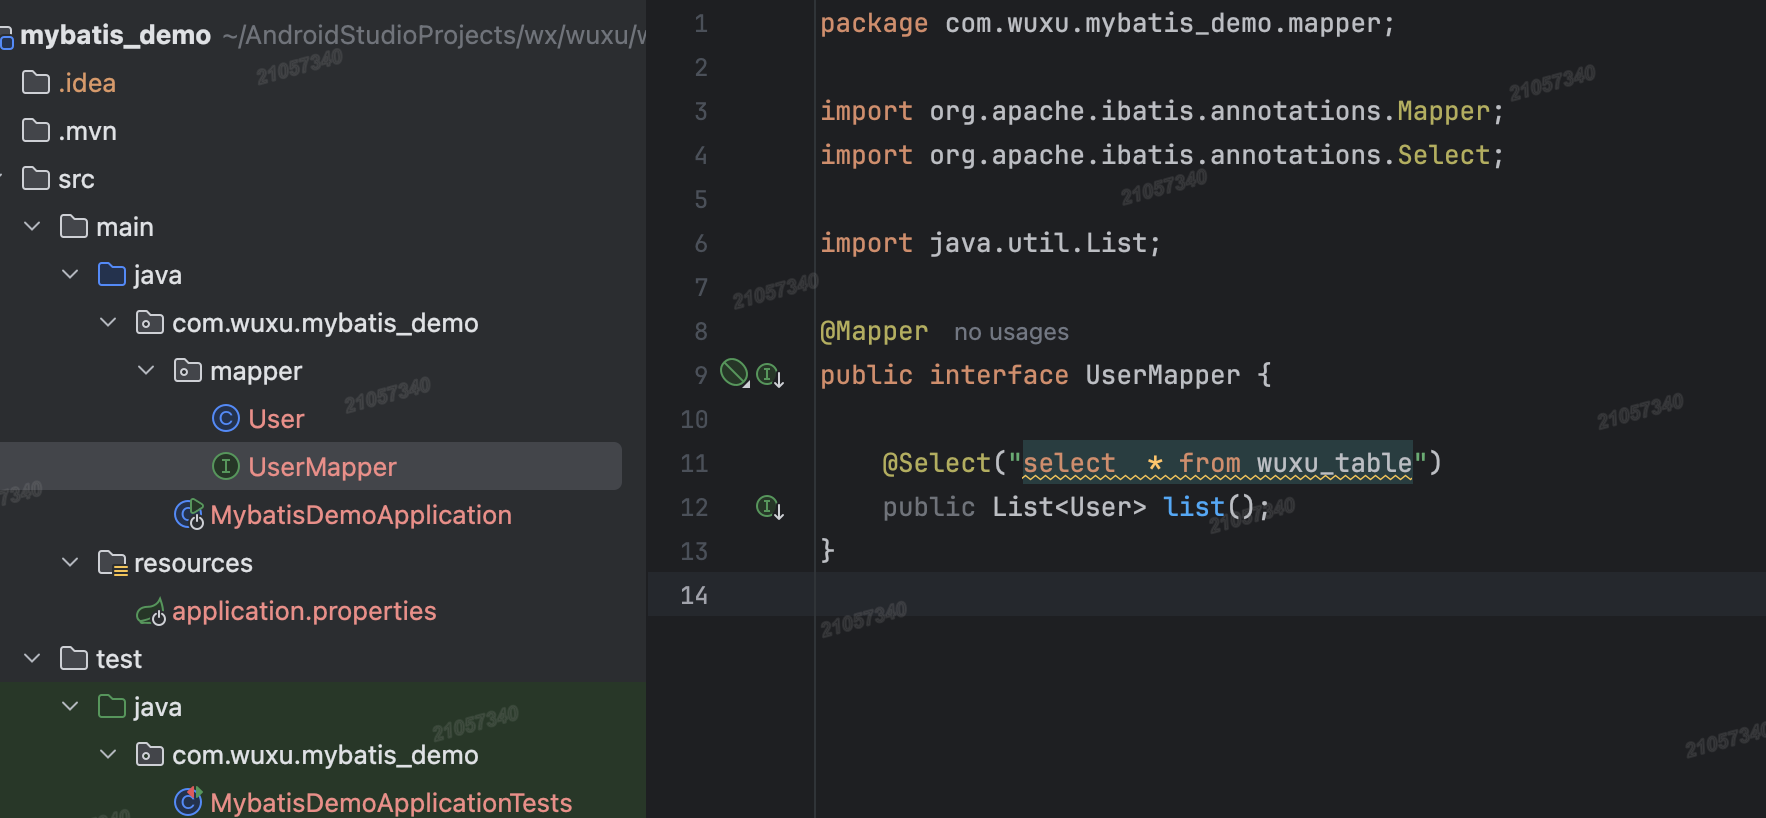 mybatis_demo ~/AndroidStudioProjects/wx/wuxu/
.idea
.mvn
src
main
java
com.wuxu.mybatis_demo
mapper
User
UserMapper
MybatisDemoApplication
resources
application.properties
test
java
com.wuxu.mybatis_demo
MybatisDemoApplicationTests
1 package com.wuxu.mybatis_demo.mapper;
2
3 import org.apache.ibatis.annotations.Mapper;
4 import org.apache.ibatis.annotations.Select;
5
6 import java.util.List;
7
8 @Mapper no usages
9 public interface UserMapper {
10
11 @Select("select  * from wuxu_table")
12 public List<User> list();
13 }
14
21057340
21057340
21057340
21057340
21057340
21057340
21057340
21057340
21057340
21057340